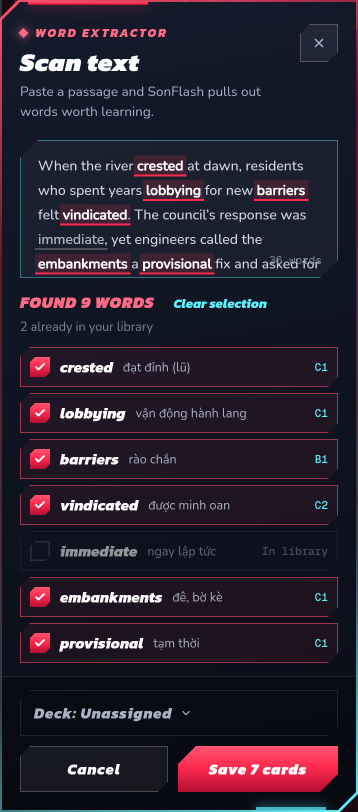 WORD EXTRACTOR
Scan text
Paste a passage and SonFlash pulls out
words worth learning.
When the river crested at dawn, residents
who spent years lobbying for new barriers
felt vindicated. The council's response was
immediate, yet engineers called the
embankments a provisional fix and asked for
36 words
FOUND 9 WORDS Clear selection
2 already in your library
crested đạt đỉnh (lũ) C1
lobbying vận động hành lang C1
barriers rào chắn B1
vindicated được minh oan C2
immediate ngay lập tức In library
embankments đê, bờ kè C1
provisional tạm thời C1
Deck: Unassigned
Cancel Save 7 cards